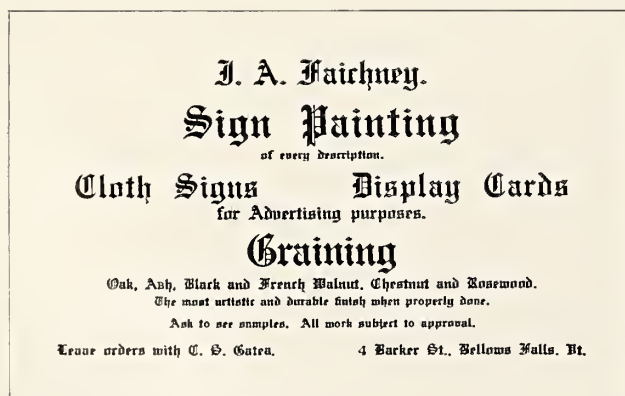 J. A. Fairhney.
Sign Painting
of every description.
Cloth Signs Display Cards
for Advertising purposes.
Graining
Oak, Ash, Black and French Walnut, Chestnut and Rosewood.
The most artistic and durable finish when properly done.
Ask to see samples. All work subject to approval.
Leave orders with C. S. Gates. 4 Barker St., Bellows Falls, Vt.